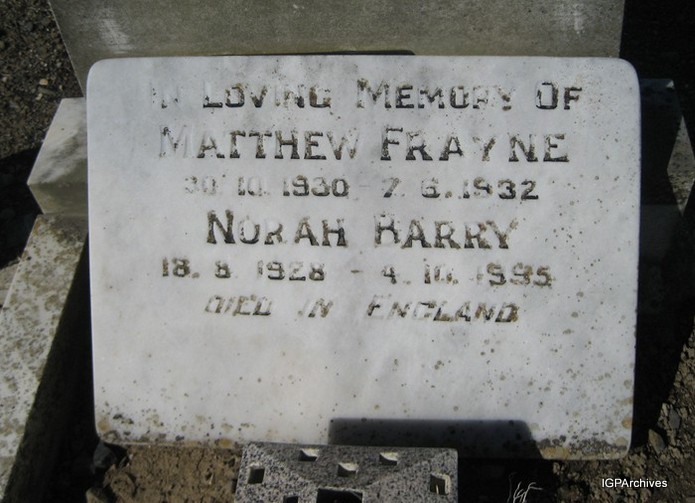 IN LOVING MEMORY OF
MATTHEW FRAYNE
30. 10. 1930 - 7. 6. 1932
NORAH BARRY
18. 8. 1928 - 4. 10. 1995
DIED IN ENGLAND
IGPArchives